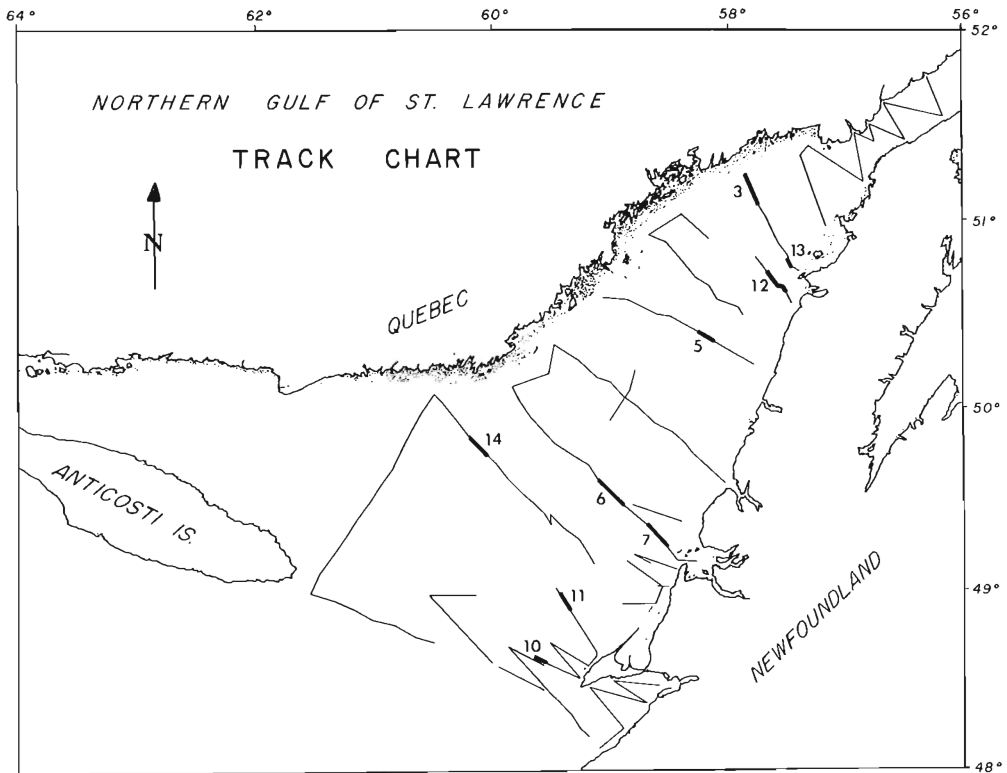 64° 62° 60° 58° 56°
52°
NORTHERN GULF OF ST. LAWRENCE
TRACK CHART
N
3
51°
13
12
QUEBEC
5
50°
14
ANTICOSTI IS.
6
7
49°
11
NEWFOUNDLAND
10
48°